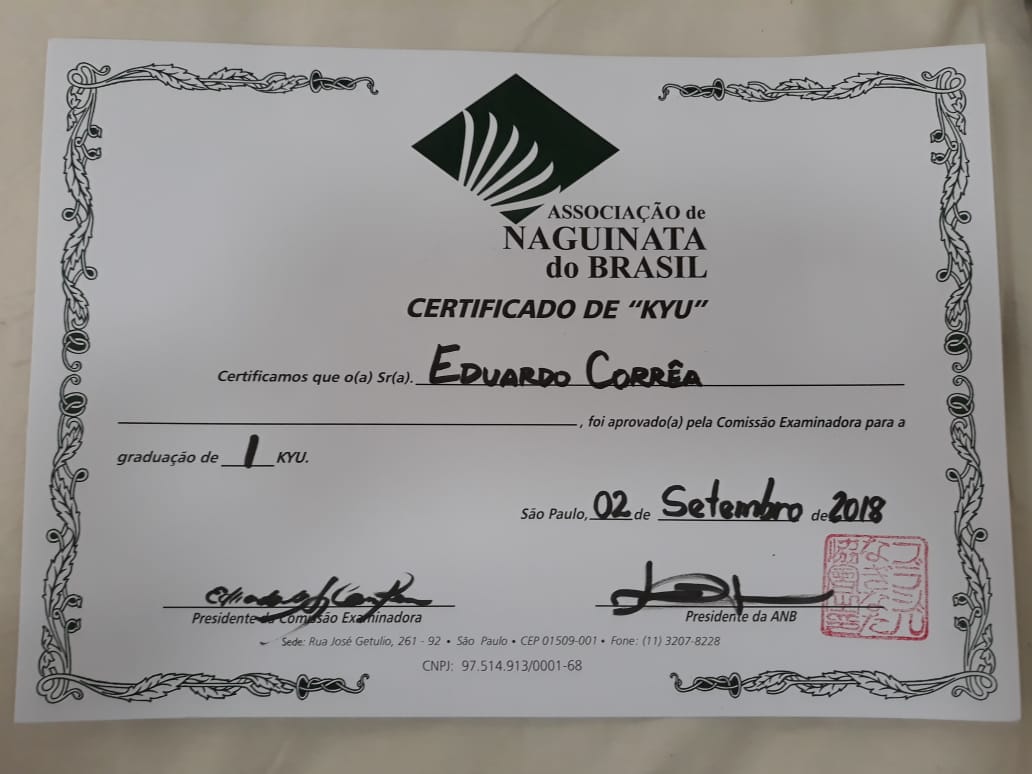 ASSOCIAÇÃO de
NAGUINATA
do BRASIL
CERTIFICADO DE “KYU”
Certificamos que o(a) Sr(a). EDUARDO CORRÊA
, foi aprovado(a) pela Comissão Examinadora para a
graduação de 1 KYU.
São Paulo, 02 de Setembro de 2018
Presidente da Comissão Examinadora
Presidente da ANB
Sede: Rua José Getulio, 261 - 92 • São Paulo • CEP 01509-001 • Fone: (11) 3207-8228
CNPJ: 97.514.913/0001-68